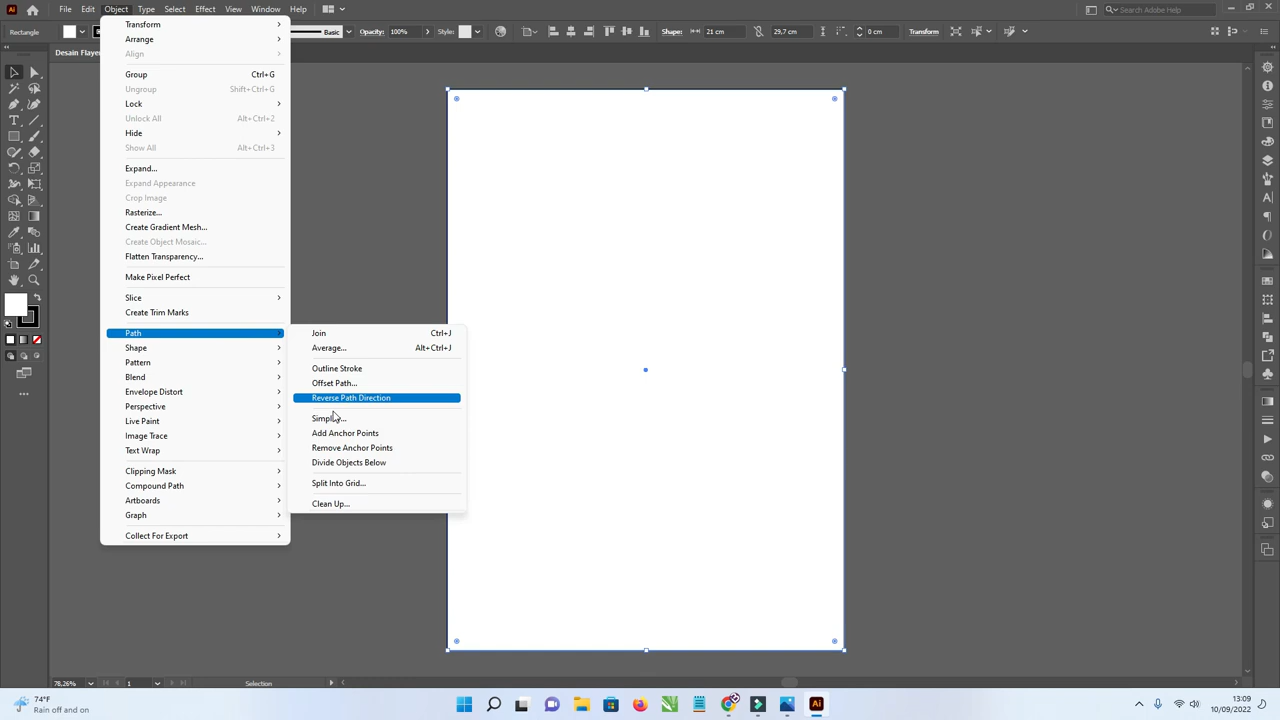 File
Edit
Object
Type
Select
Effect
View
Window
Help
Search Adobe Help
Rectangle
Basic
Opacity:
100%
Style:
Shape:
21 cm
29,7 cm
0 cm
Transform
Desain Flayer
Transform
Arrange
Align
Group Ctrl+G
Ungroup Shift+Ctrl+G
Lock
Unlock All Alt+Ctrl+2
Hide
Show All Alt+Ctrl+3
Expand...
Expand Appearance
Crop Image
Rasterize...
Create Gradient Mesh...
Create Object Mosaic...
Flatten Transparency...
Make Pixel Perfect
Slice
Create Trim Marks
Path
Shape
Pattern
Blend
Envelope Distort
Perspective
Live Paint
Image Trace
Text Wrap
Clipping Mask
Compound Path
Artboards
Graph
Collect For Export
Join Ctrl+J
Average... Alt+Ctrl+J
Outline Stroke
Offset Path...
Reverse Path Direction
Simplify...
Add Anchor Points
Remove Anchor Points
Divide Objects Below
Split Into Grid...
Clean Up...
78,26%
1
Selection
74°F
Rain off and on
Ai
13:09
10/09/2022